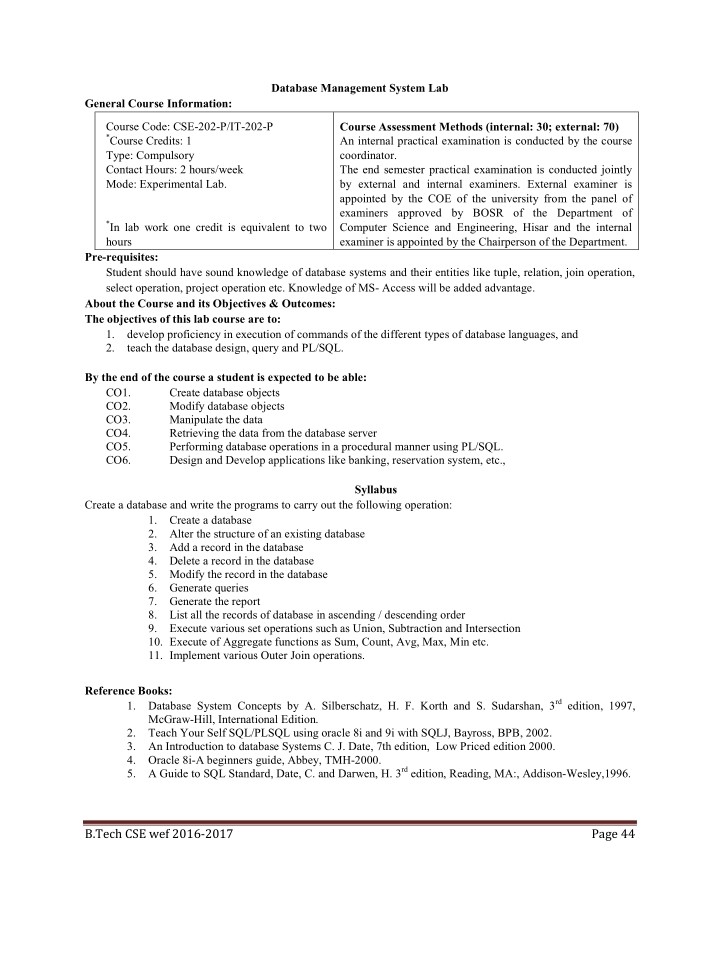 Database Management System Lab
General Course Information:
Course Code: CSE-202-P/IT-202-P
*Course Credits: 1
Type: Compulsory
Contact Hours: 2 hours/week
Mode: Experimental Lab.
*In lab work one credit is equivalent to two
hours
Course Assessment Methods (internal: 30; external: 70)
An internal practical examination is conducted by the course
coordinator.
The end semester practical examination is conducted jointly
by external and internal examiners. External examiner is
appointed by the COE of the university from the panel of
examiners approved by BOSR of the Department of
Computer Science and Engineering, Hisar and the internal
examiner is appointed by the Chairperson of the Department.
Pre-requisites:
Student should have sound knowledge of database systems and their entities like tuple, relation, join operation,
select operation, project operation etc. Knowledge of MS- Access will be added advantage.
About the Course and its Objectives & Outcomes:
The objectives of this lab course are to:
1. develop proficiency in execution of commands of the different types of database languages, and
2. teach the database design, query and PL/SQL.
By the end of the course a student is expected to be able:
CO1. Create database objects
CO2. Modify database objects
CO3. Manipulate the data
CO4. Retrieving the data from the database server
CO5. Performing database operations in a procedural manner using PL/SQL.
CO6. Design and Develop applications like banking, reservation system, etc.,
Syllabus
Create a database and write the programs to carry out the following operation:
1. Create a database
2. Alter the structure of an existing database
3. Add a record in the database
4. Delete a record in the database
5. Modify the record in the database
6. Generate queries
7. Generate the report
8. List all the records of database in ascending / descending order
9. Execute various set operations such as Union, Subtraction and Intersection
10. Execute of Aggregate functions as Sum, Count, Avg, Max, Min etc.
11. Implement various Outer Join operations.
Reference Books:
1. Database System Concepts by A. Silberschatz, H. F. Korth and S. Sudarshan, 3rd edition, 1997,
McGraw-Hill, International Edition.
2. Teach Your Self SQL/PLSQL using oracle 8i and 9i with SQLJ, Bayross, BPB, 2002.
3. An Introduction to database Systems C. J. Date, 7th edition, Low Priced edition 2000.
4. Oracle 8i-A beginners guide, Abbey, TMH-2000.
5. A Guide to SQL Standard, Date, C. and Darwen, H. 3rd edition, Reading, MA:, Addison-Wesley,1996.
B.Tech CSE wef 2016-2017 Page 44